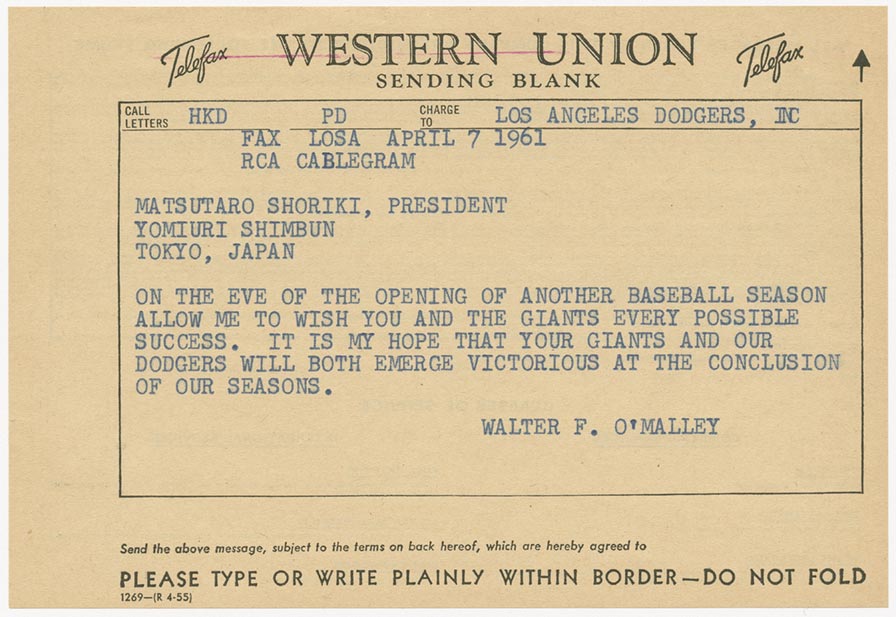 Telefax WESTERN UNION Telefax
SENDING BLANK
CALL LETTERS HKD PD CHARGE TO LOS ANGELES DODGERS, INC
FAX LOSA APRIL 7 1961
RCA CABLEGRAM
MATSUTARO SHORIKI, PRESIDENT
YOMIURI SHIMBUN
TOKYO, JAPAN
ON THE EVE OF THE OPENING OF ANOTHER BASEBALL SEASON
ALLOW ME TO WISH YOU AND THE GIANTS EVERY POSSIBLE
SUCCESS. IT IS MY HOPE THAT YOUR GIANTS AND OUR
DODGERS WILL BOTH EMERGE VICTORIOUS AT THE CONCLUSION
OF OUR SEASONS.
WALTER F. O'MALLEY
Send the above message, subject to the terms on back hereof, which are hereby agreed to
PLEASE TYPE OR WRITE PLAINLY WITHIN BORDER—DO NOT FOLD
1269—(R 4-55)